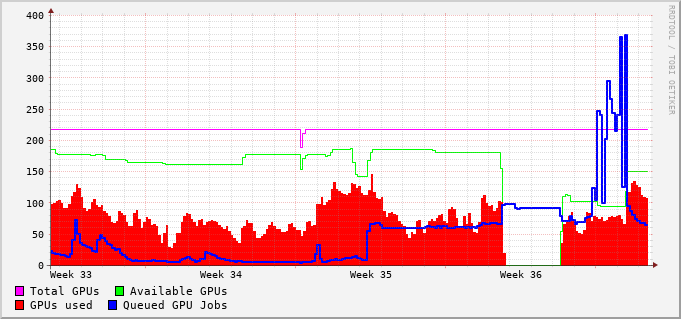 400
350
300
250
200
150
100
50
0
Week 33 Week 34 Week 35 Week 36
Total GPUs Available GPUs
GPUs used Queued GPU Jobs
RRDTOOL / TOBI OETIKER